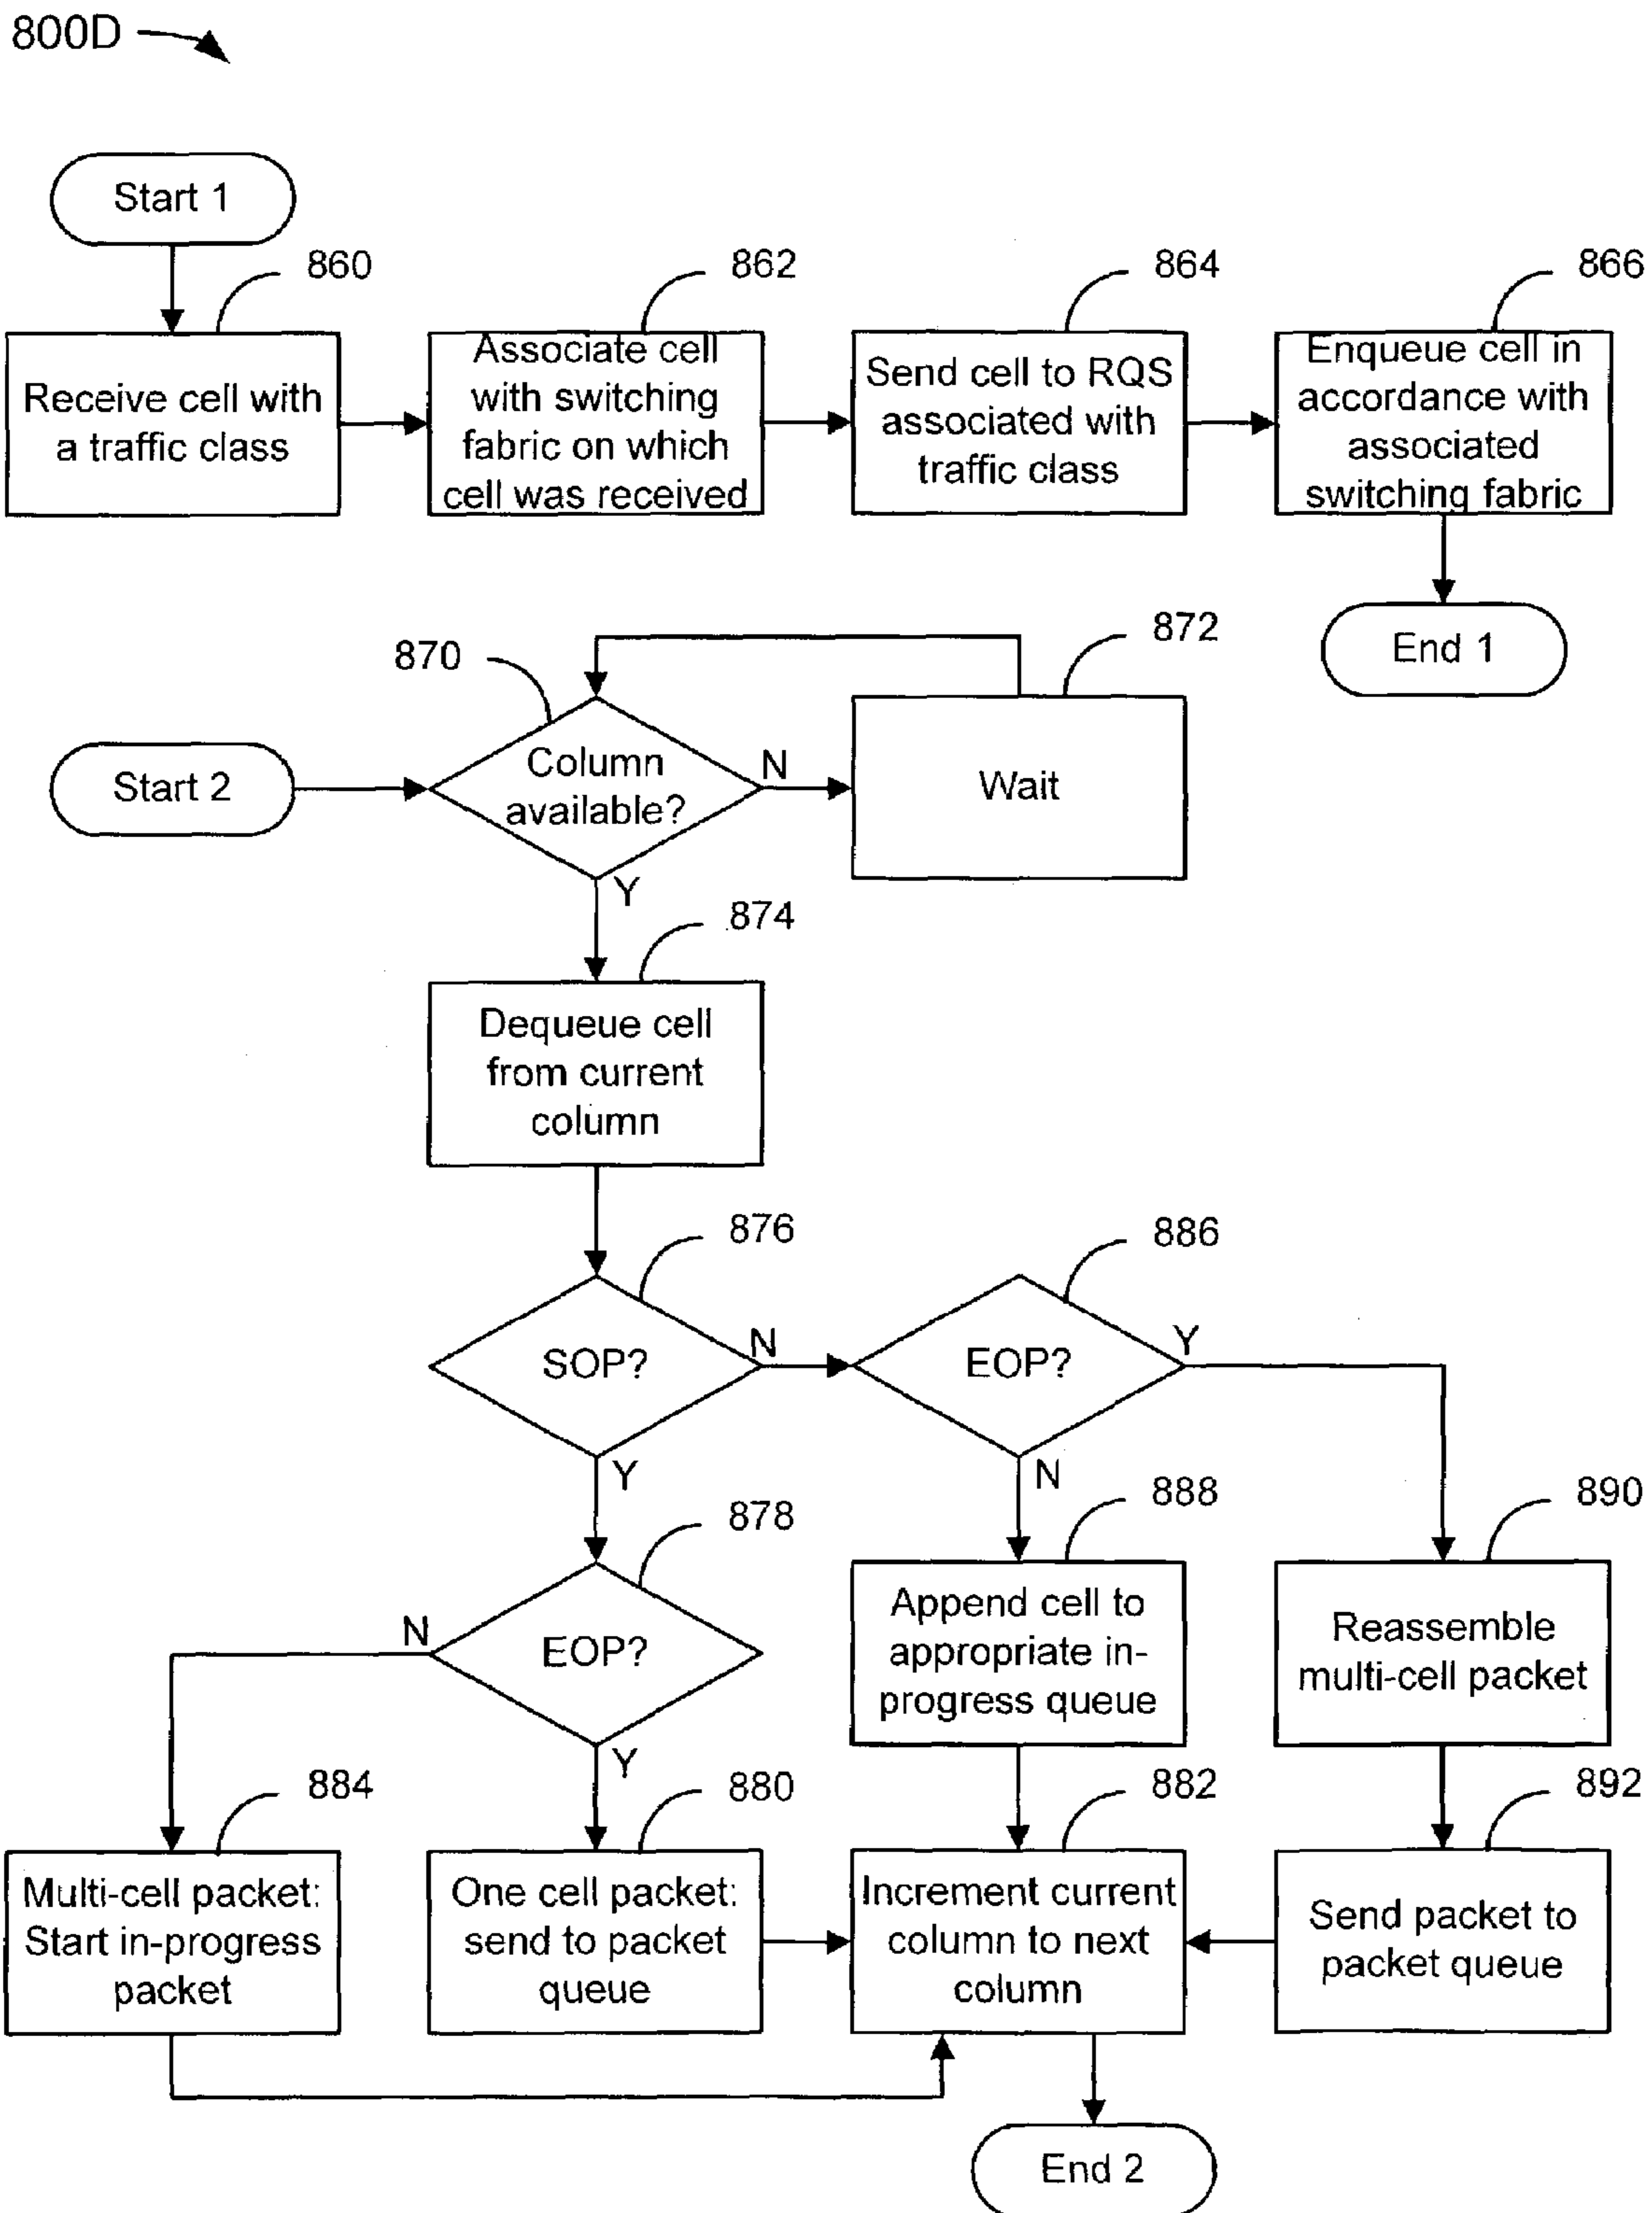 800D
Start 1
860
862
864
866
Receive cell with
a traffic class
Associate cell
with switching
fabric on which
cell was received
Send cell to RQS
associated with
traffic class
Enqueue cell in
accordance with
associated
switching fabric
End 1
870
872
Start 2
Column
available?
N
Wait
Y
874
Dequeue cell
from current
column
876
886
SOP?
N
EOP?
Y
Y
N
878
888
890
EOP?
N
Y
Append cell to
appropriate in-
progress queue
Reassemble
multi-cell packet
884
880
882
892
Multi-cell packet:
Start in-progress
packet
One cell packet:
send to packet
queue
Increment current
column to next
column
Send packet to
packet queue
End 2